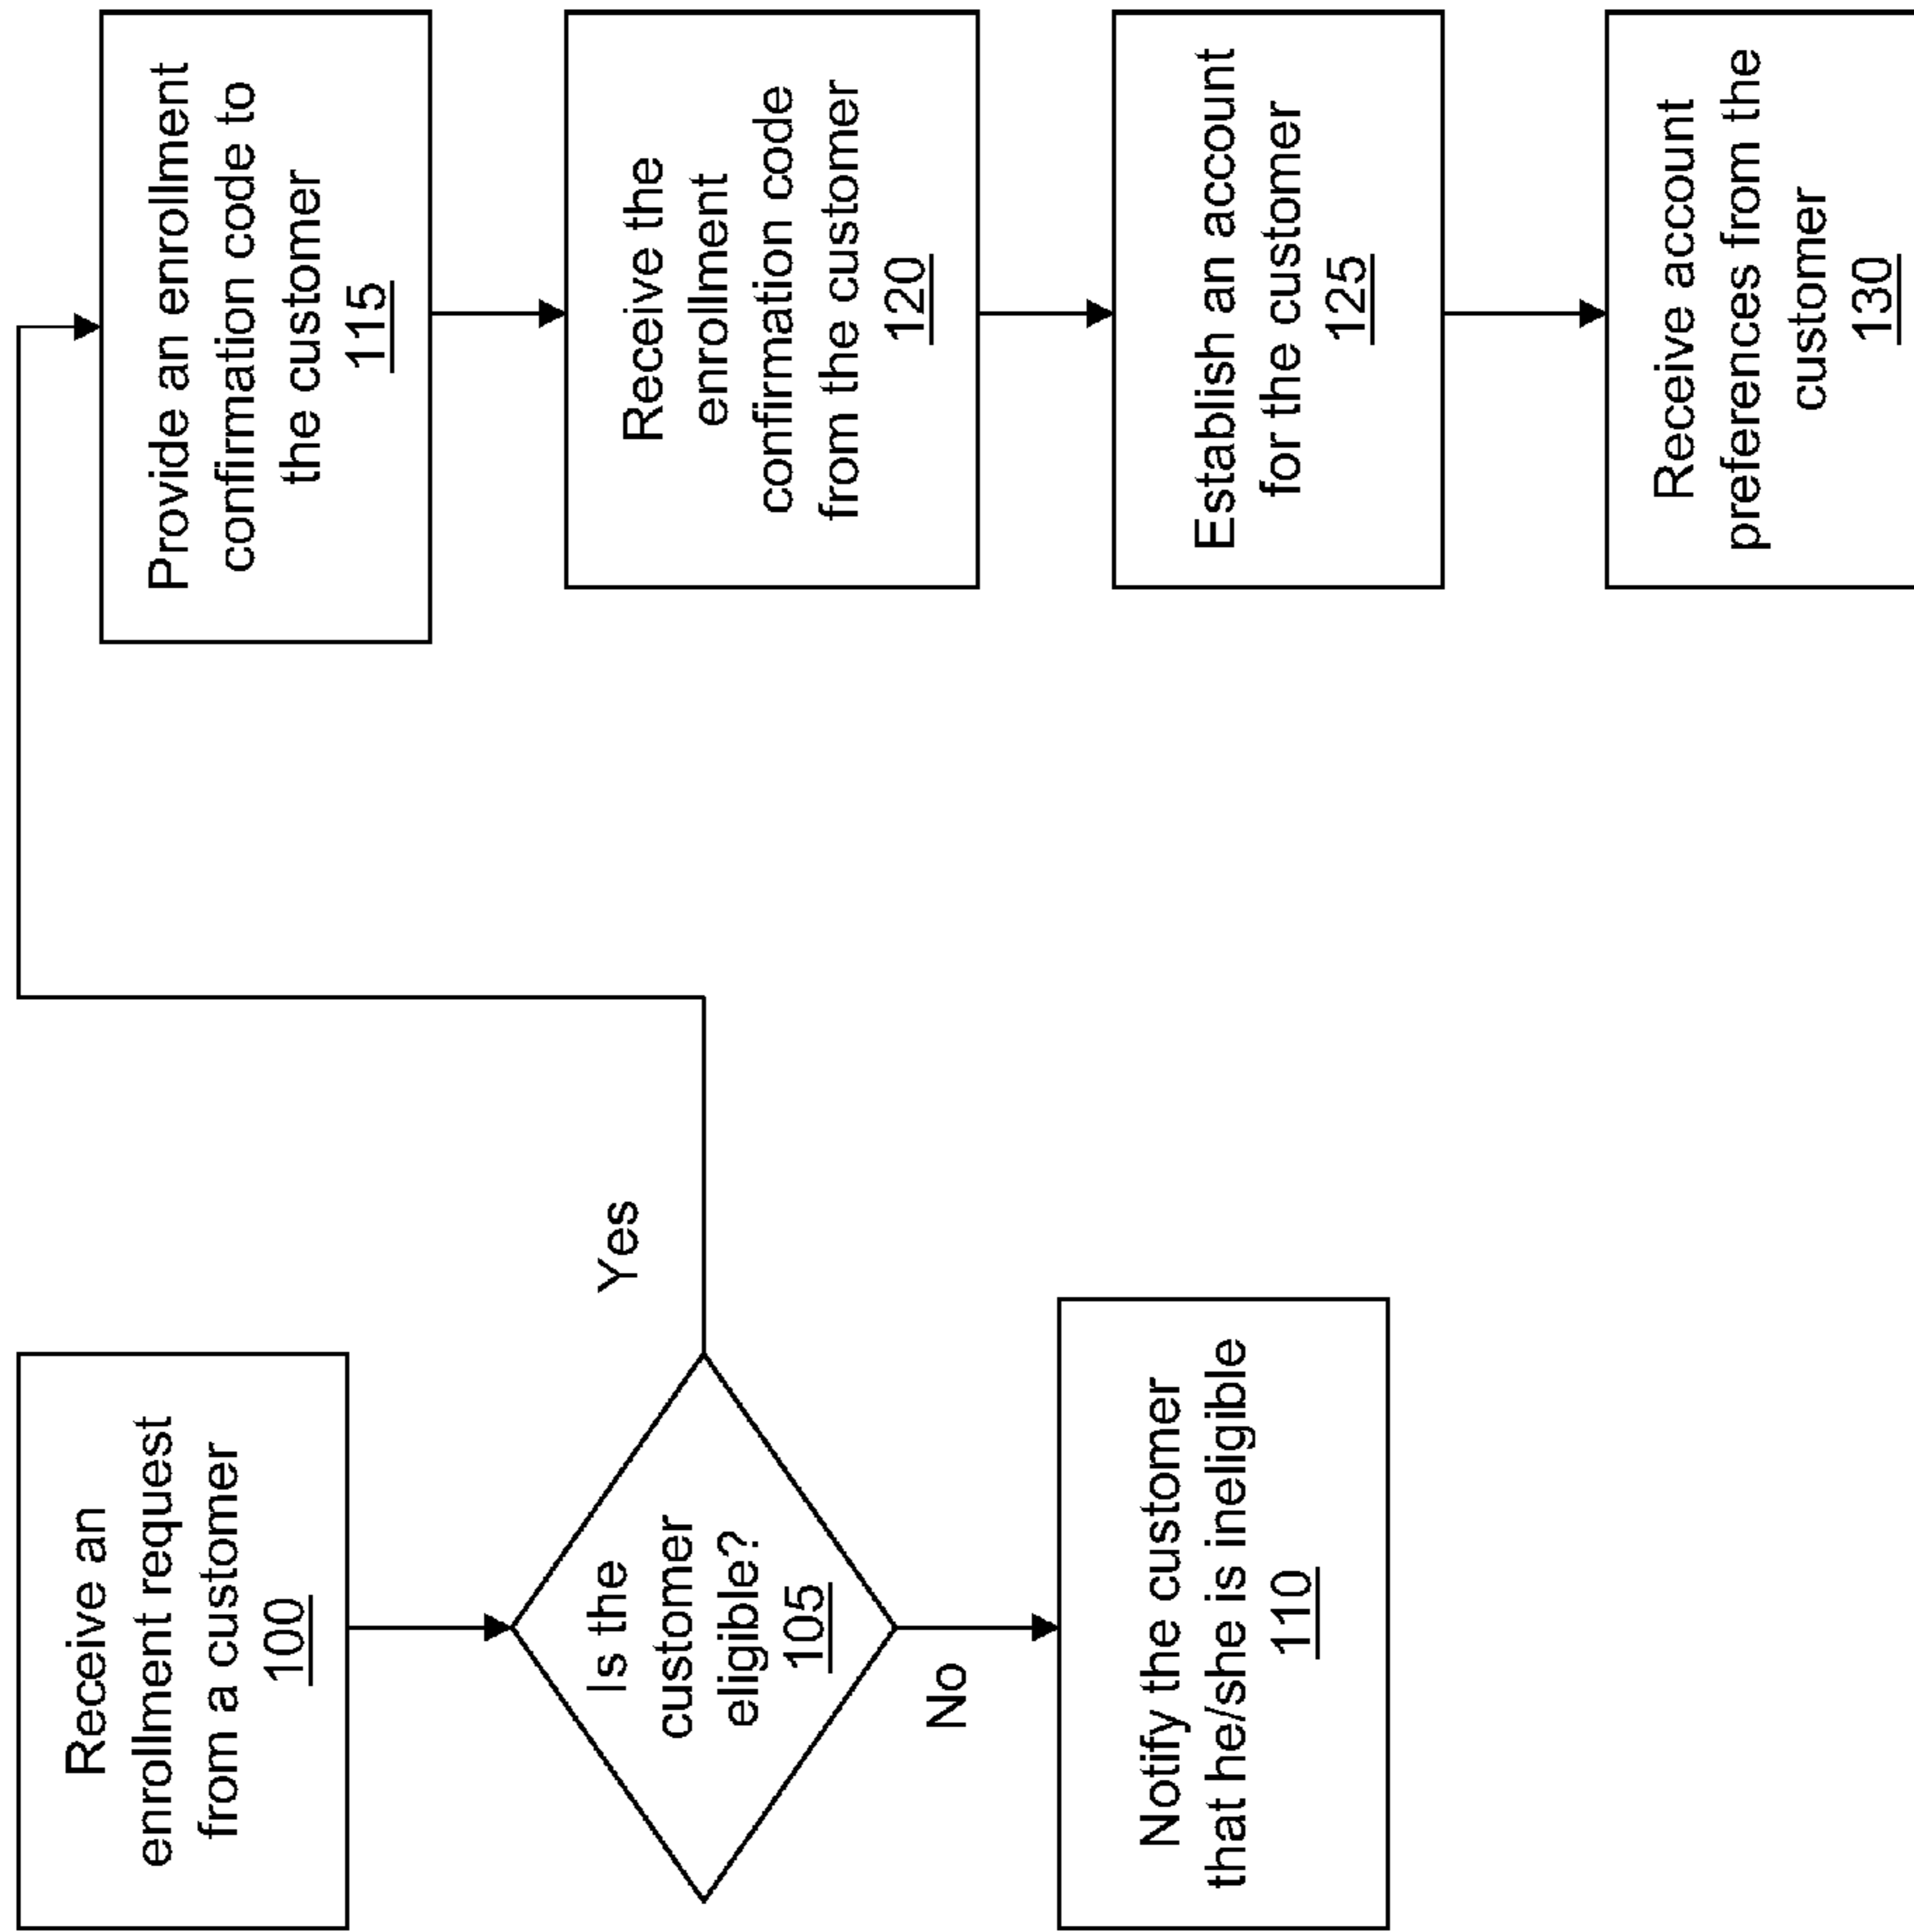 Receive an
enrollment request
from a customer
100
Is the
customer
eligible?
105
Yes
No
Notify the customer
that he/she is ineligible
110
Provide an enrollment
confirmation code to
the customer
115
Receive the
enrollment
confirmation code
from the customer
120
Establish an account
for the customer
125
Receive account
preferences from the
customer
130